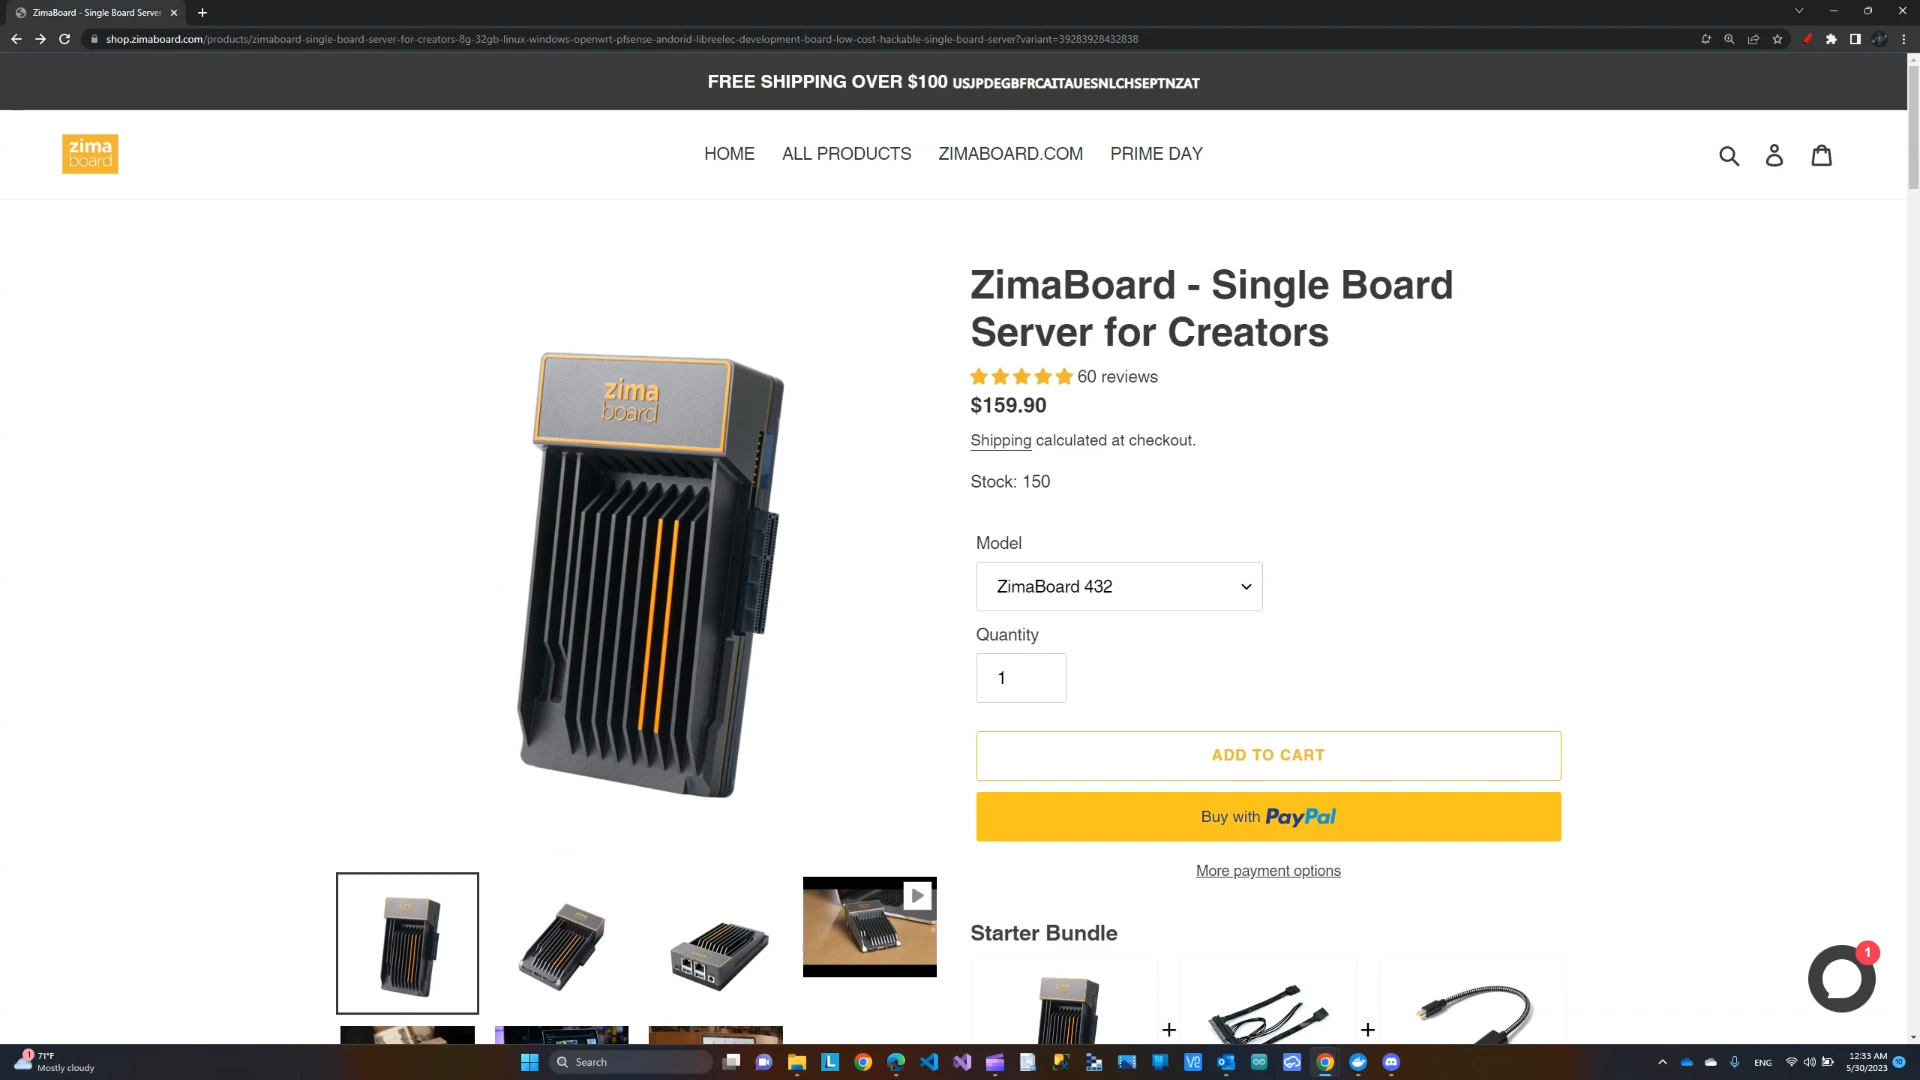 ZimaBoard - Single Board Server
shop.zimaboard.com/products/zimaboard-single-board-server-for-creators-8g-32gb-linux-windows-openwrt-pfsense-andorid-libreelec-development-board-low-cost-hackable-single-board-server?variant=39283928432838
FREE SHIPPING OVER $100 USJPDEGBFRCAITAUESNLCHSEPTNZAT
zima
board
HOME ALL PRODUCTS ZIMABOARD.COM PRIME DAY
ZimaBoard - Single Board
Server for Creators
60 reviews
$159.90
Shipping calculated at checkout.
Stock: 150
zima
board
Model
ZimaBoard 432
Quantity
1
ADD TO CART
Buy with PayPal
More payment options
Starter Bundle
+ +
1
1
71°F
Mostly cloudy
Search
ENG
12:33 AM
5/30/2023